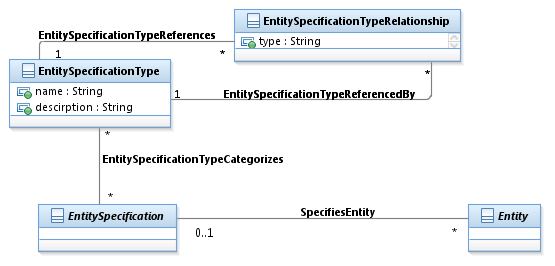 EntitySpecificationTypeRelationship
type : String
EntitySpecificationTypeReferences
1
*
EntitySpecificationType
name : String
descirption : String
1
EntitySpecificationTypeReferencedBy
*
*
EntitySpecificationTypeCategorizes
*
EntitySpecification
SpecifiesEntity
0..1
*
Entity